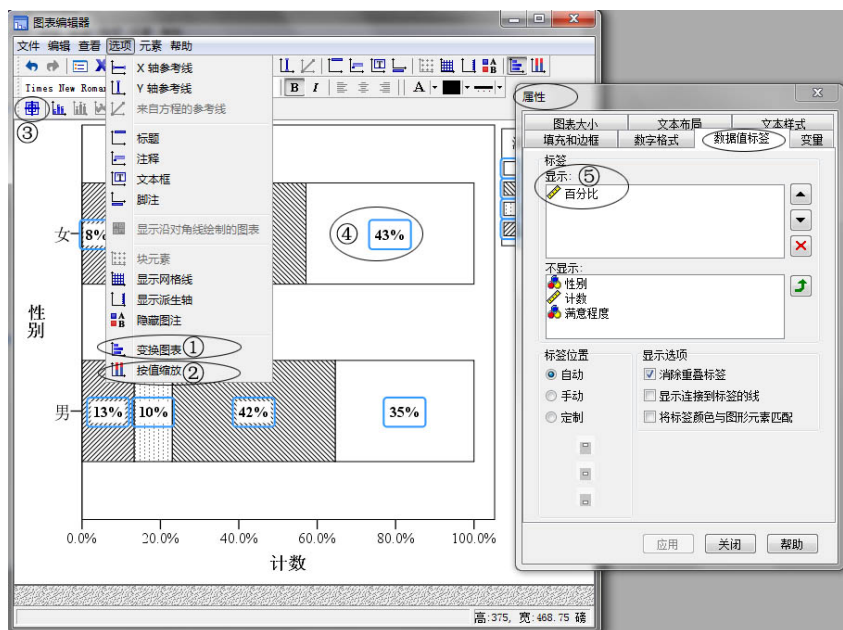 图表编辑器
文件 编辑 查看 选项 元素 帮助
X 轴参考线
Y 轴参考线
来自方程的参考线
标题
注释
文本框
脚注
显示沿对角线绘制的图表
块元素
显示网格线
显示派生轴
隐藏图注
变换图表 ①
按值缩放 ②
Times New Roman
B I A
③
女
8%
④ 43%
性别
男
13% 10% 42% 35%
0.0% 20.0% 40.0% 60.0% 80.0% 100.0%
计数
高:375, 宽:468.75 磅
属性
图表大小 文本布局 文本样式
填充和边框 数字格式 数据值标签 变量
标签
显示: ⑤
百分比
不显示:
性别
计数
满意程度
标签位置 显示选项
自动 消除重叠标签
手动 显示连接到标签的线
定制 将标签颜色与图形元素匹配
应用 关闭 帮助